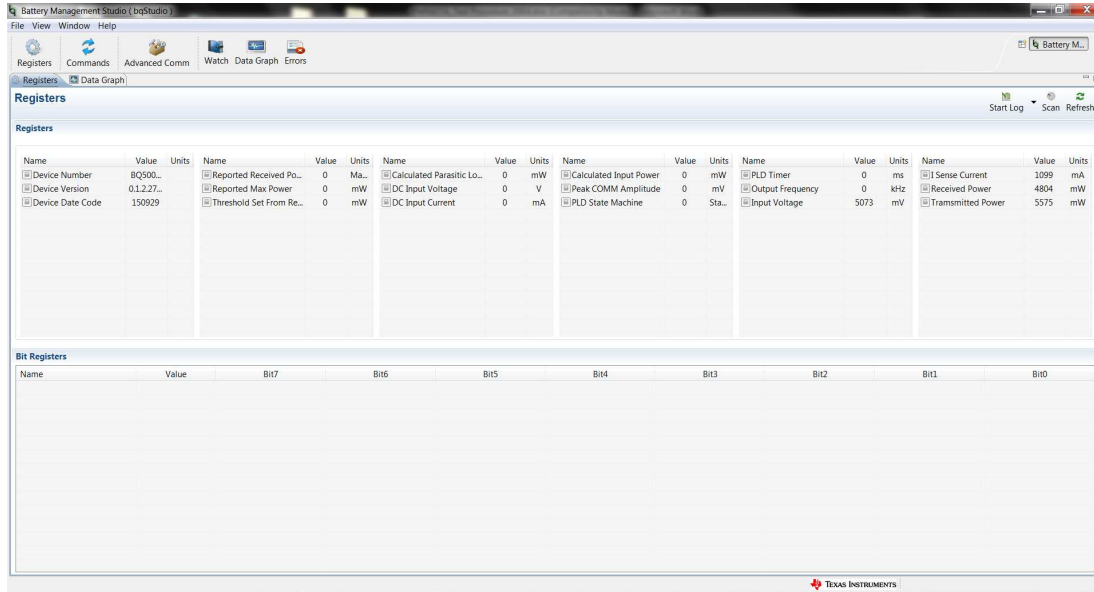 Battery Management Studio ( bqStudio )
File View Window Help
Registers Commands Advanced Comm Watch Data Graph Errors
Battery M...
Registers Data Graph
Registers
Start Log Scan Refresh
Registers
Name Value Units Name Value Units Name Value Units Name Value Units Name Value Units Name Value Units
Device Number BQ500... Reported Received Po... 0 Ma... Calculated Parasitic Lo... 0 mW Calculated Input Power 0 mW PLD Timer 0 ms I Sense Current 1099 mA
Device Version 0.1.2.27... Reported Max Power 0 mW DC Input Voltage 0 V Peak COMM Amplitude 0 mV Output Frequency 0 kHz Received Power 4804 mW
Device Date Code 150929 Threshold Set From Re... 0 mW DC Input Current 0 mA PLD State Machine 0 Sta... Input Voltage 5073 mV Tramsmitted Power 5575 mW
Bit Registers
Name Value Bit7 Bit6 Bit5 Bit4 Bit3 Bit2 Bit1 Bit0
TEXAS INSTRUMENTS